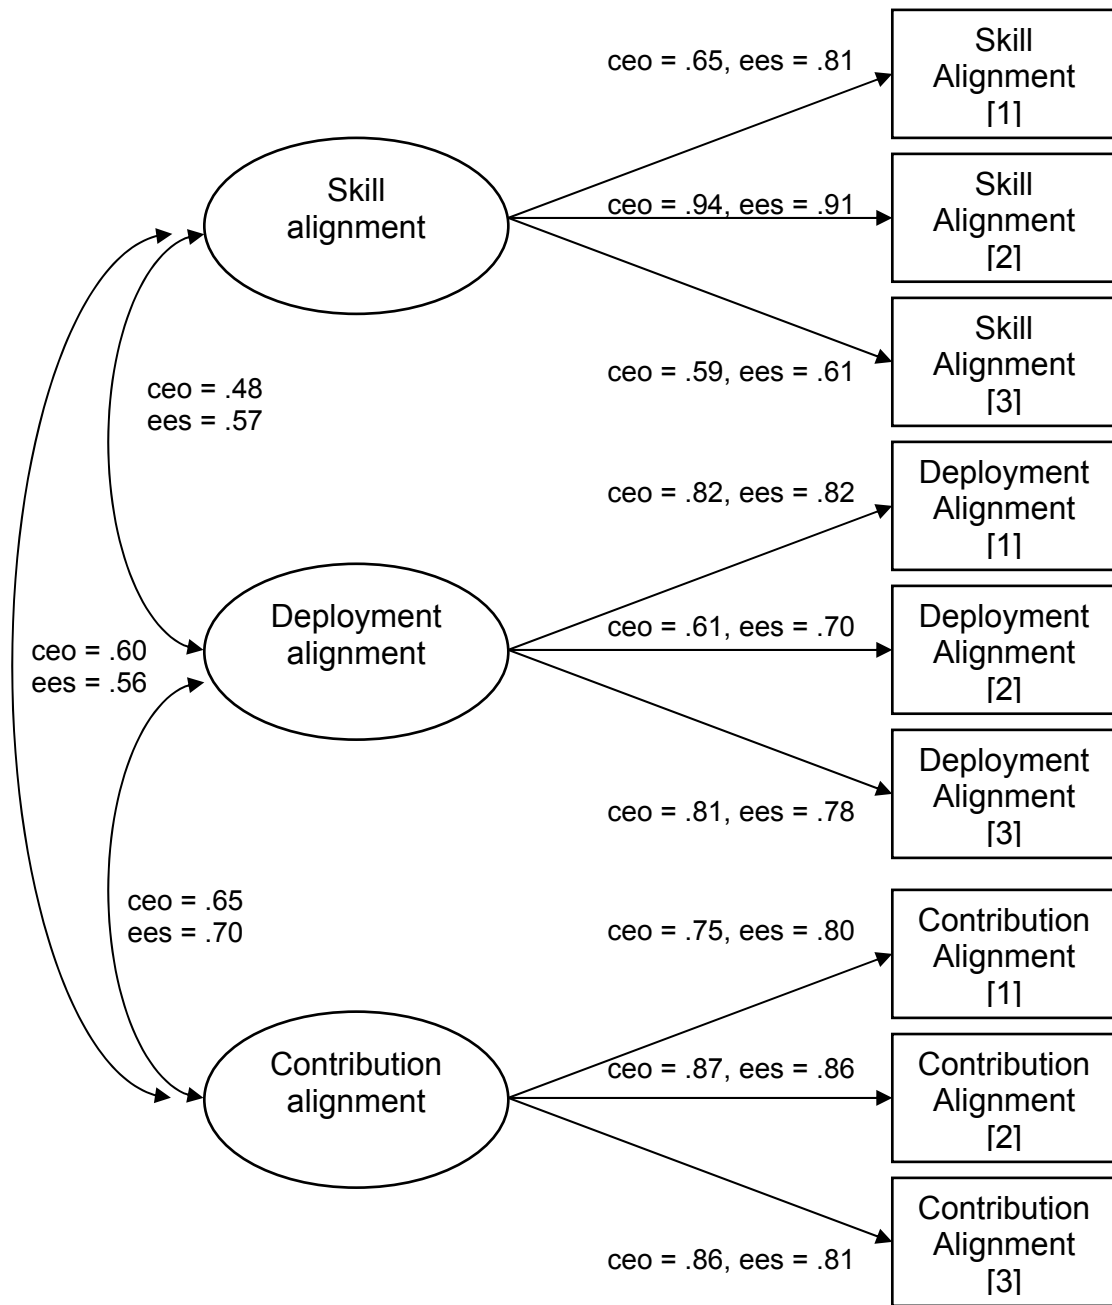 ceo = .65, ees = .81
Skill
Alignment
[1]
Skill
alignment
ceo = .94, ees = .91
Skill
Alignment
[2]
ceo = .59, ees = .61
Skill
Alignment
[3]
ceo = .48
ees = .57
ceo = .82, ees = .82
Deployment
Alignment
[1]
Deployment
alignment
ceo = .61, ees = .70
Deployment
Alignment
[2]
ceo = .60
ees = .56
ceo = .81, ees = .78
Deployment
Alignment
[3]
ceo = .65
ees = .70
ceo = .75, ees = .80
Contribution
Alignment
[1]
Contribution
alignment
ceo = .87, ees = .86
Contribution
Alignment
[2]
ceo = .86, ees = .81
Contribution
Alignment
[3]